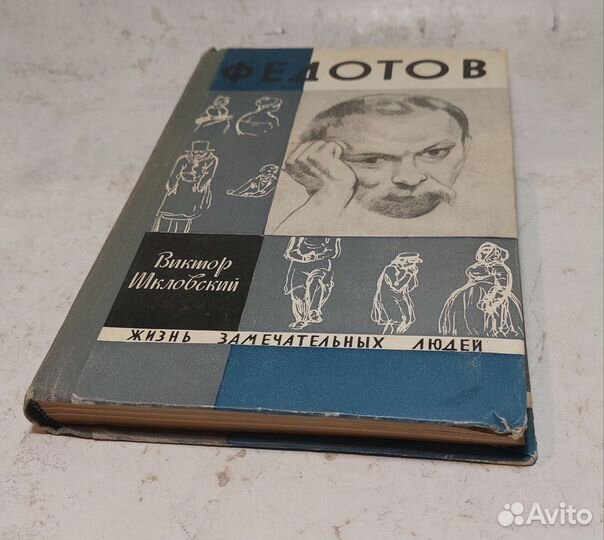 ФЕДОТОВ
Виктор
Шкловский
ЖИЗНЬ ЗАМЕЧАТЕЛЬНЫХ ЛЮДЕЙ
Avito